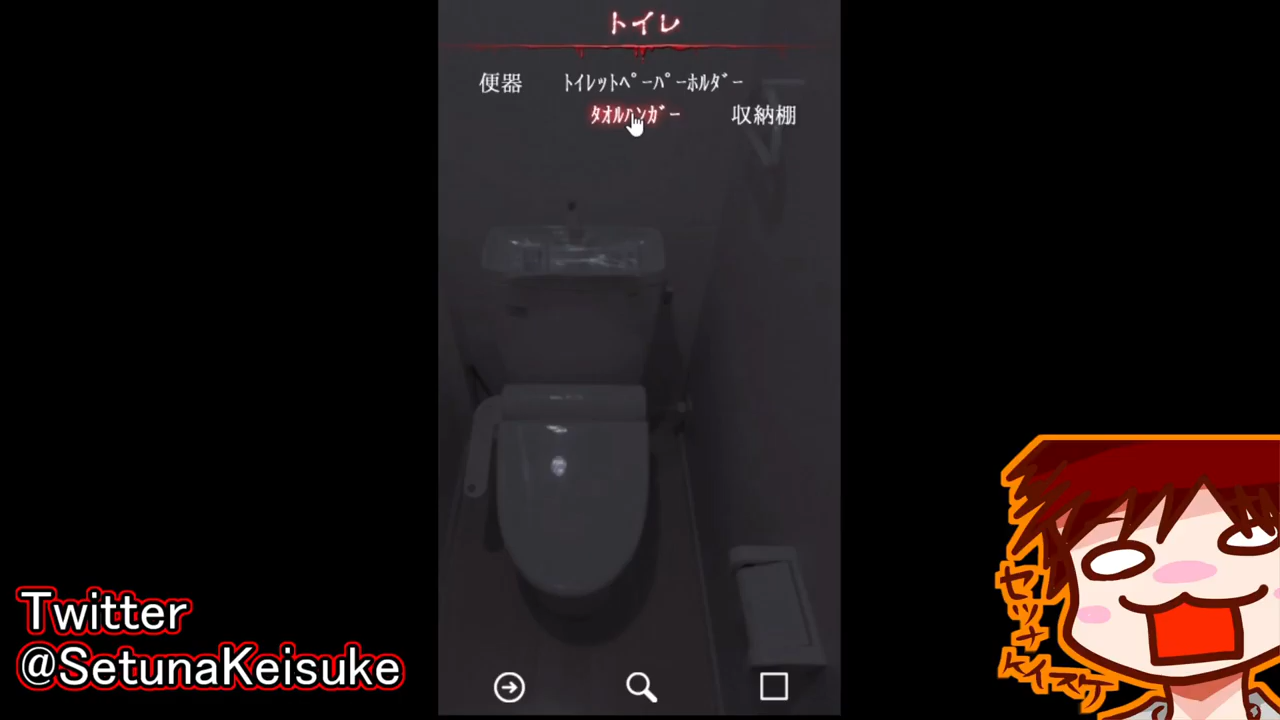 トイレ
便器 ﾄｲﾚｯﾄﾍﾟｰﾊﾟｰﾎﾙﾀﾞｰ
ﾀｵﾙﾊﾝｶﾞｰ 収納棚
Twitter
@SetunaKeisuke
セツナ
ケイスケ